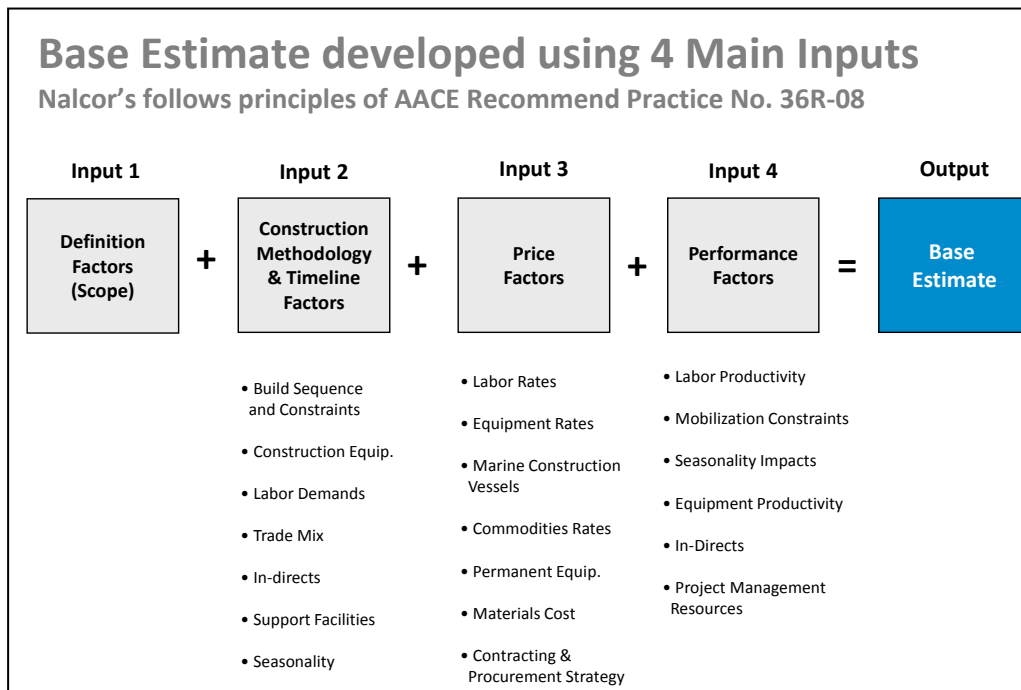 Base Estimate developed using 4 Main Inputs
Nalcor’s follows principles of AACE Recommend Practice No. 36R-08
Input 1
Input 2
Input 3
Input 4
Output
Definition
Factors
(Scope)
+
Construction
Methodology
& Timeline
Factors
+
Price
Factors
+
Performance
Factors
=
Base
Estimate
• Build Sequence
and Constraints
• Construction Equip.
• Labor Demands
• Trade Mix
• In-directs
• Support Facilities
• Seasonality
• Labor Rates
• Equipment Rates
• Marine Construction
Vessels
• Commodities Rates
• Permanent Equip.
• Materials Cost
• Contracting &
Procurement Strategy
• Labor Productivity
• Mobilization Constraints
• Seasonality Impacts
• Equipment Productivity
• In-Directs
• Project Management
Resources